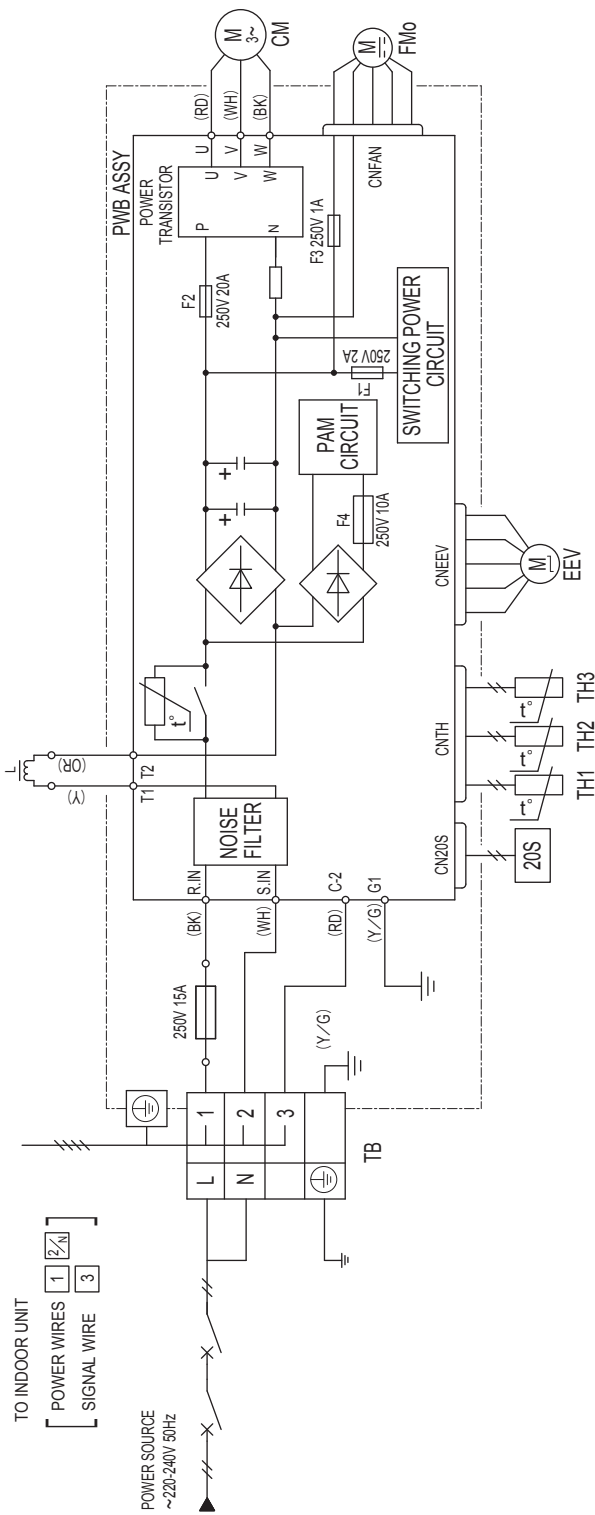 TO INDOOR UNIT
POWER WIRES 1 2/N
SIGNAL WIRE 3
POWER SOURCE
~220-240V 50Hz
TB
L
N
1
2
3
(Y/G)
250V 15A
(BK)
(WH)
(RD)
(Y/G)
R.IN
S.IN
C-2
G1
NOISE
FILTER
L
(Y)
(OR)
T1
T2
t°
PWB ASSY
POWER
TRANSISTOR
P
N
U
V
W
U
V
W
(RD)
(WH)
(BK)
M
3~
CM
M
FMo
CNFAN
F2
250V 20A
F3 250V 1A
F1
250V 2A
F4
250V 10A
+
+
PAM
CIRCUIT
SWITCHING POWER
CIRCUIT
CN20S
20S
CNTH
t°
TH1
t°
TH2
t°
TH3
CNEEV
M
EEV